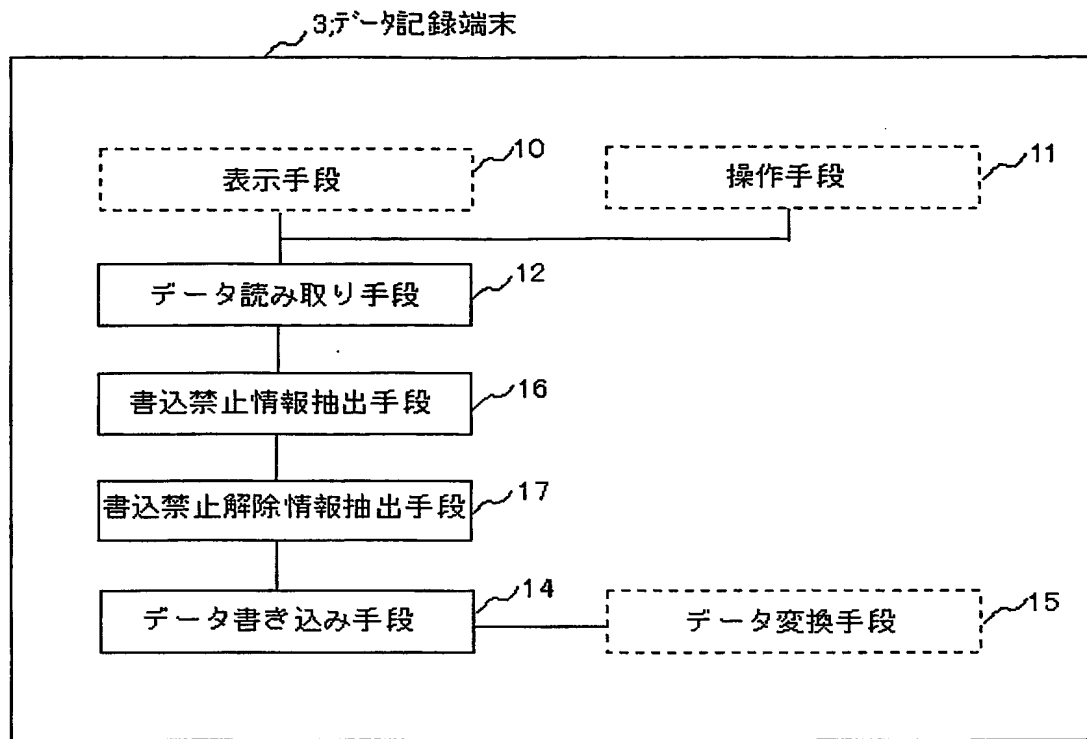 3;データ記録端末
表示手段 10
操作手段 11
データ読み取り手段 12
書込禁止情報抽出手段 16
書込禁止解除情報抽出手段 17
データ書き込み手段 14
データ変換手段 15